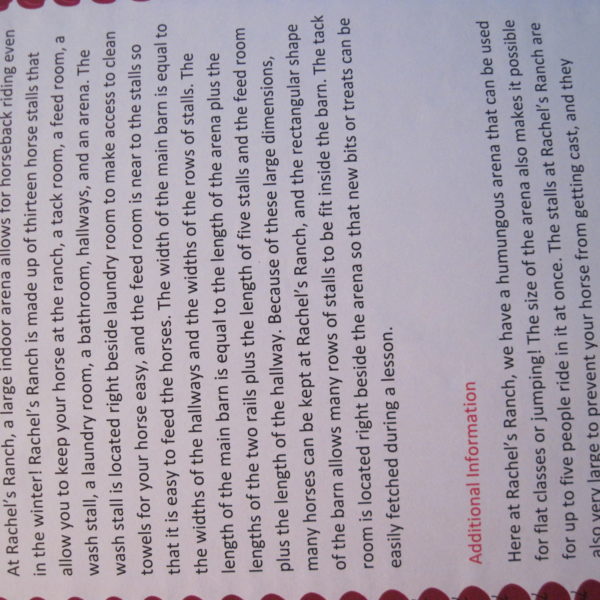 At Rachel's Ranch, a large indoor arena allows for horseback riding even
in the winter! Rachel's Ranch is made up of thirteen horse stalls that
allow you to keep your horse at the ranch, a tack room, a feed room, a
wash stall, a laundry room, a bathroom, hallways, and an arena. The
wash stall is located right beside laundry room to make access to clean
towels for your horse easy, and the feed room is near to the stalls so
that it is easy to feed the horses. The width of the main barn is equal to
the widths of the hallways and the widths of the rows of stalls. The
length of the main barn is equal to the length of the arena plus the
lengths of the two rails plus the length of five stalls and the feed room
plus the length of the hallway. Because of these large dimensions,
many horses can be kept at Rachel's Ranch, and the rectangular shape
of the barn allows many rows of stalls to be fit inside the barn. The tack
room is located right beside the arena so that new bits or treats can be
easily fetched during a lesson.
Additional Information
Here at Rachel's Ranch, we have a humungous arena that can be used
for flat classes or jumping! The size of the arena also makes it possible
for up to five people ride in it at once. The stalls at Rachel's Ranch are
also very large to prevent your horse from getting cast, and they